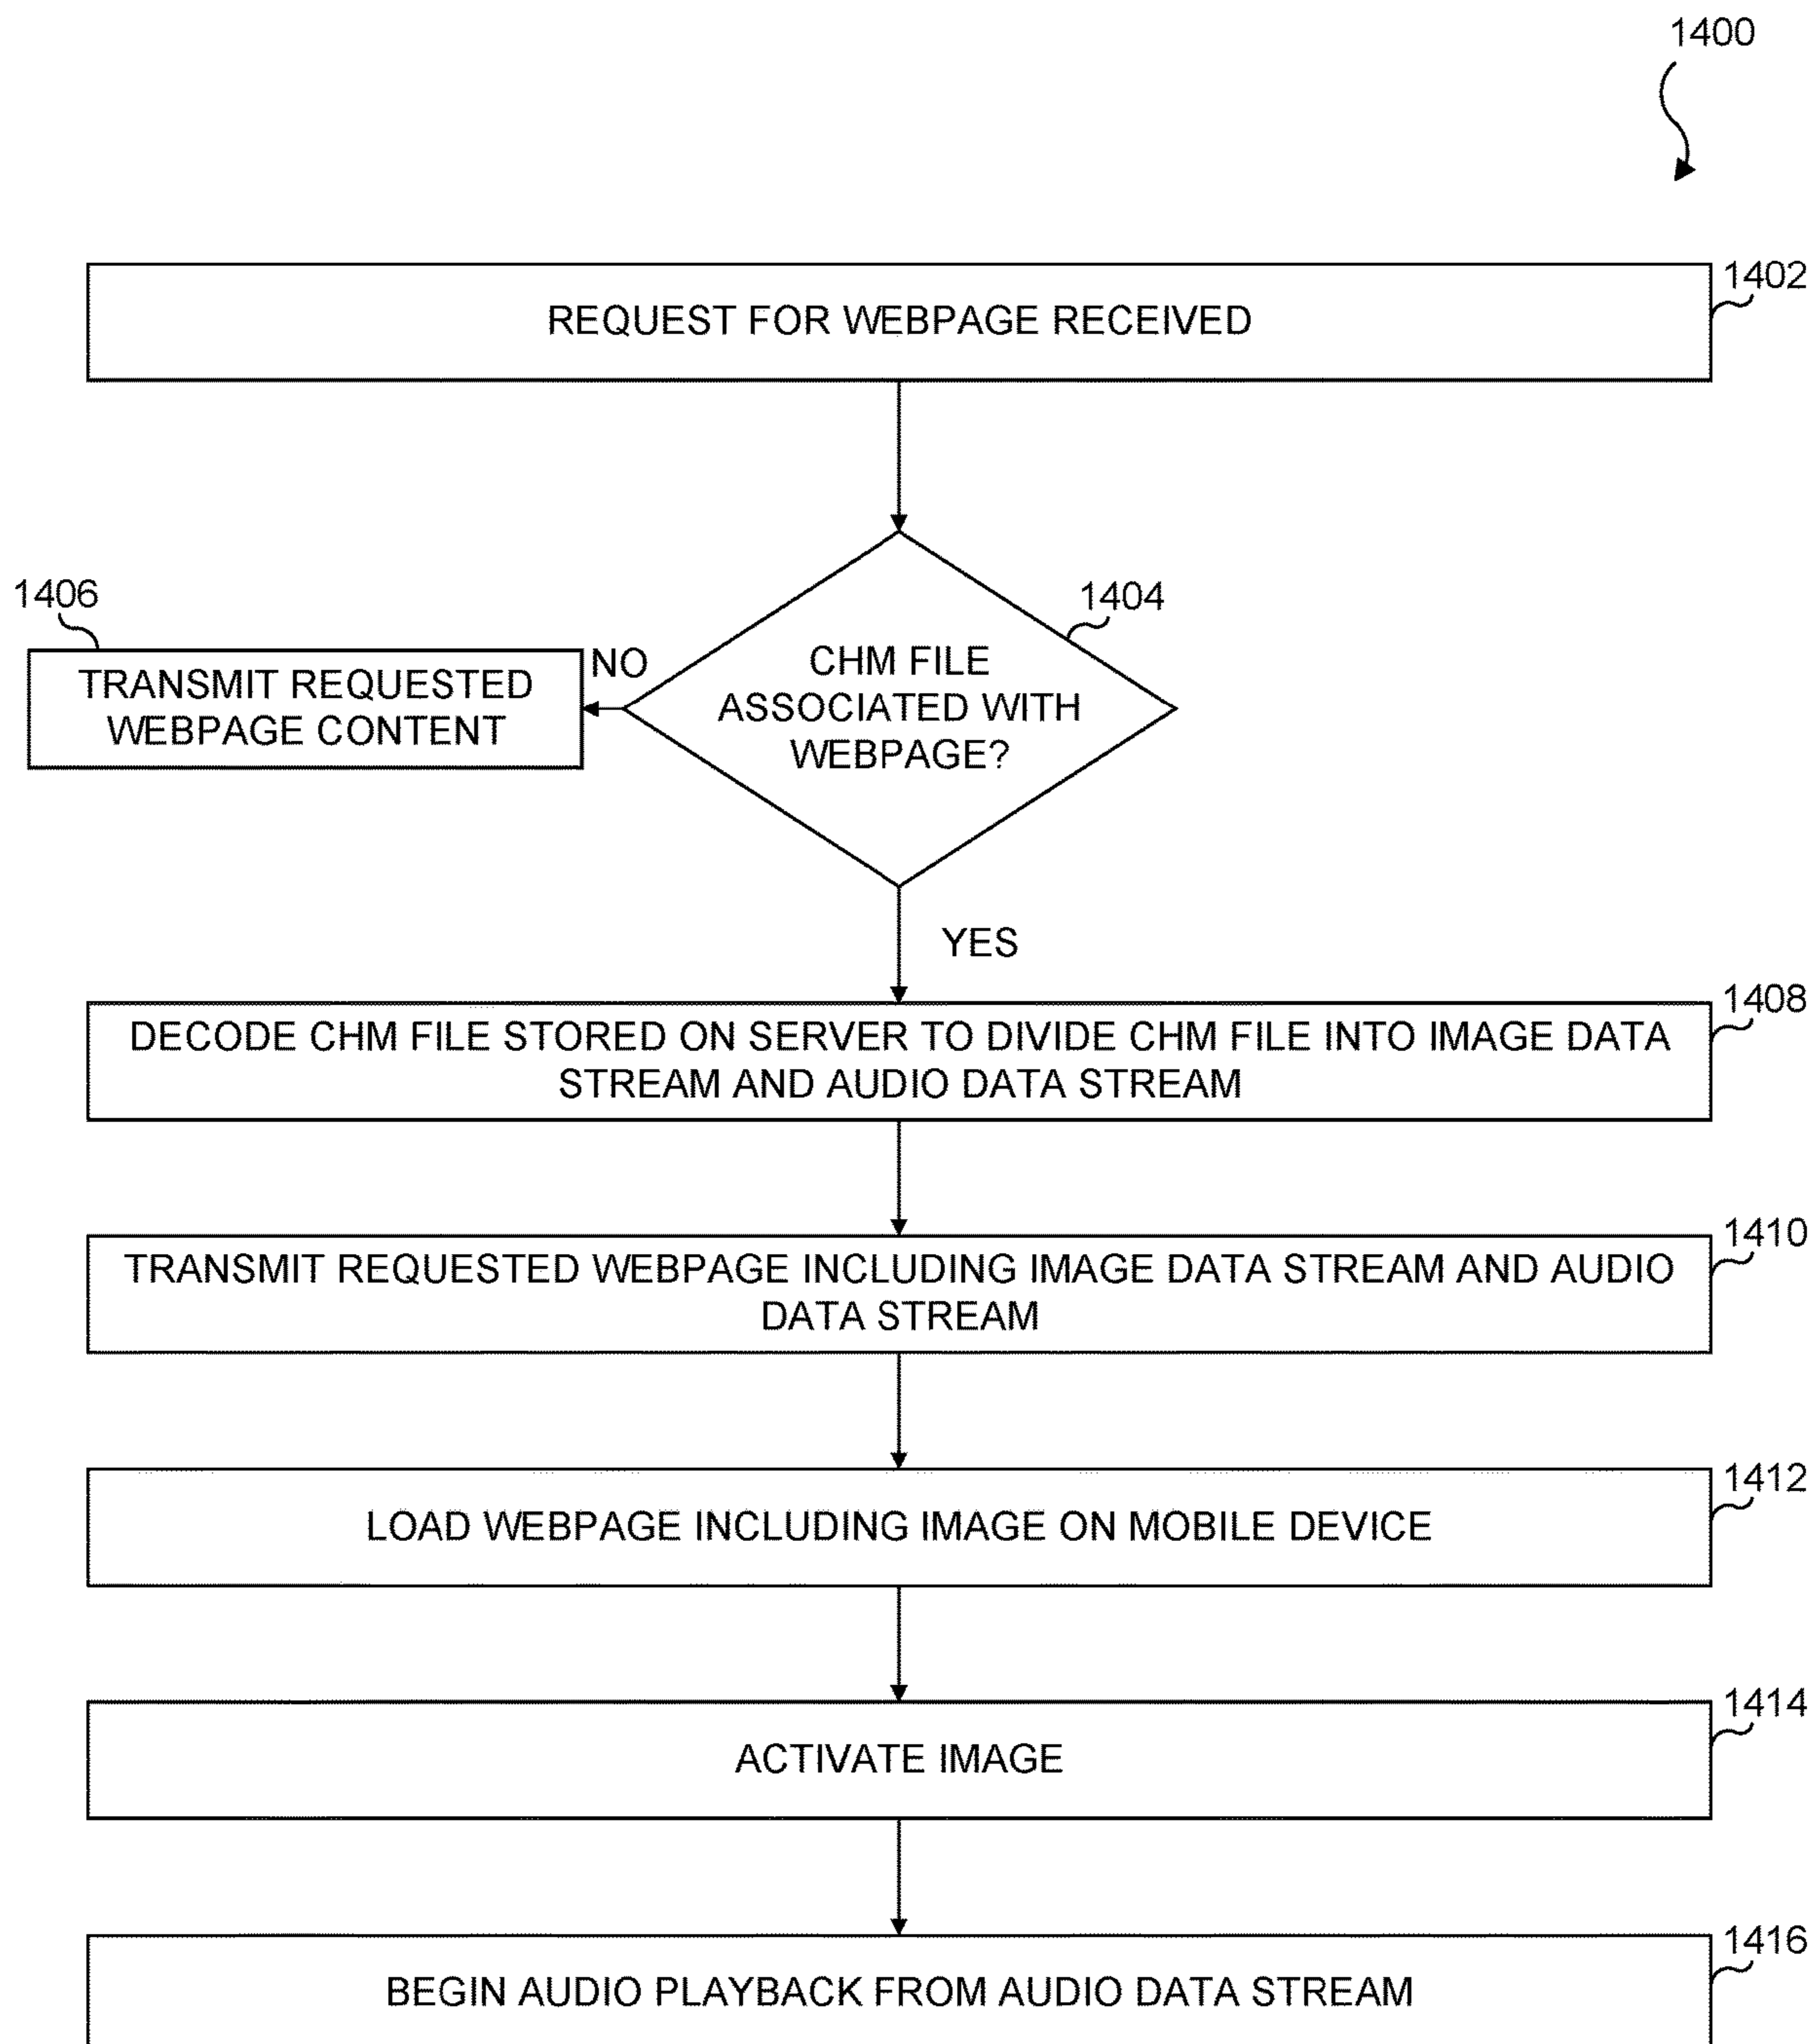 1400
REQUEST FOR WEBPAGE RECEIVED
1402
1406
TRANSMIT REQUESTED
WEBPAGE CONTENT
NO
1404
CHM FILE
ASSOCIATED WITH
WEBPAGE?
YES
1408
DECODE CHM FILE STORED ON SERVER TO DIVIDE CHM FILE INTO IMAGE DATA
STREAM AND AUDIO DATA STREAM
1410
TRANSMIT REQUESTED WEBPAGE INCLUDING IMAGE DATA STREAM AND AUDIO
DATA STREAM
1412
LOAD WEBPAGE INCLUDING IMAGE ON MOBILE DEVICE
1414
ACTIVATE IMAGE
1416
BEGIN AUDIO PLAYBACK FROM AUDIO DATA STREAM